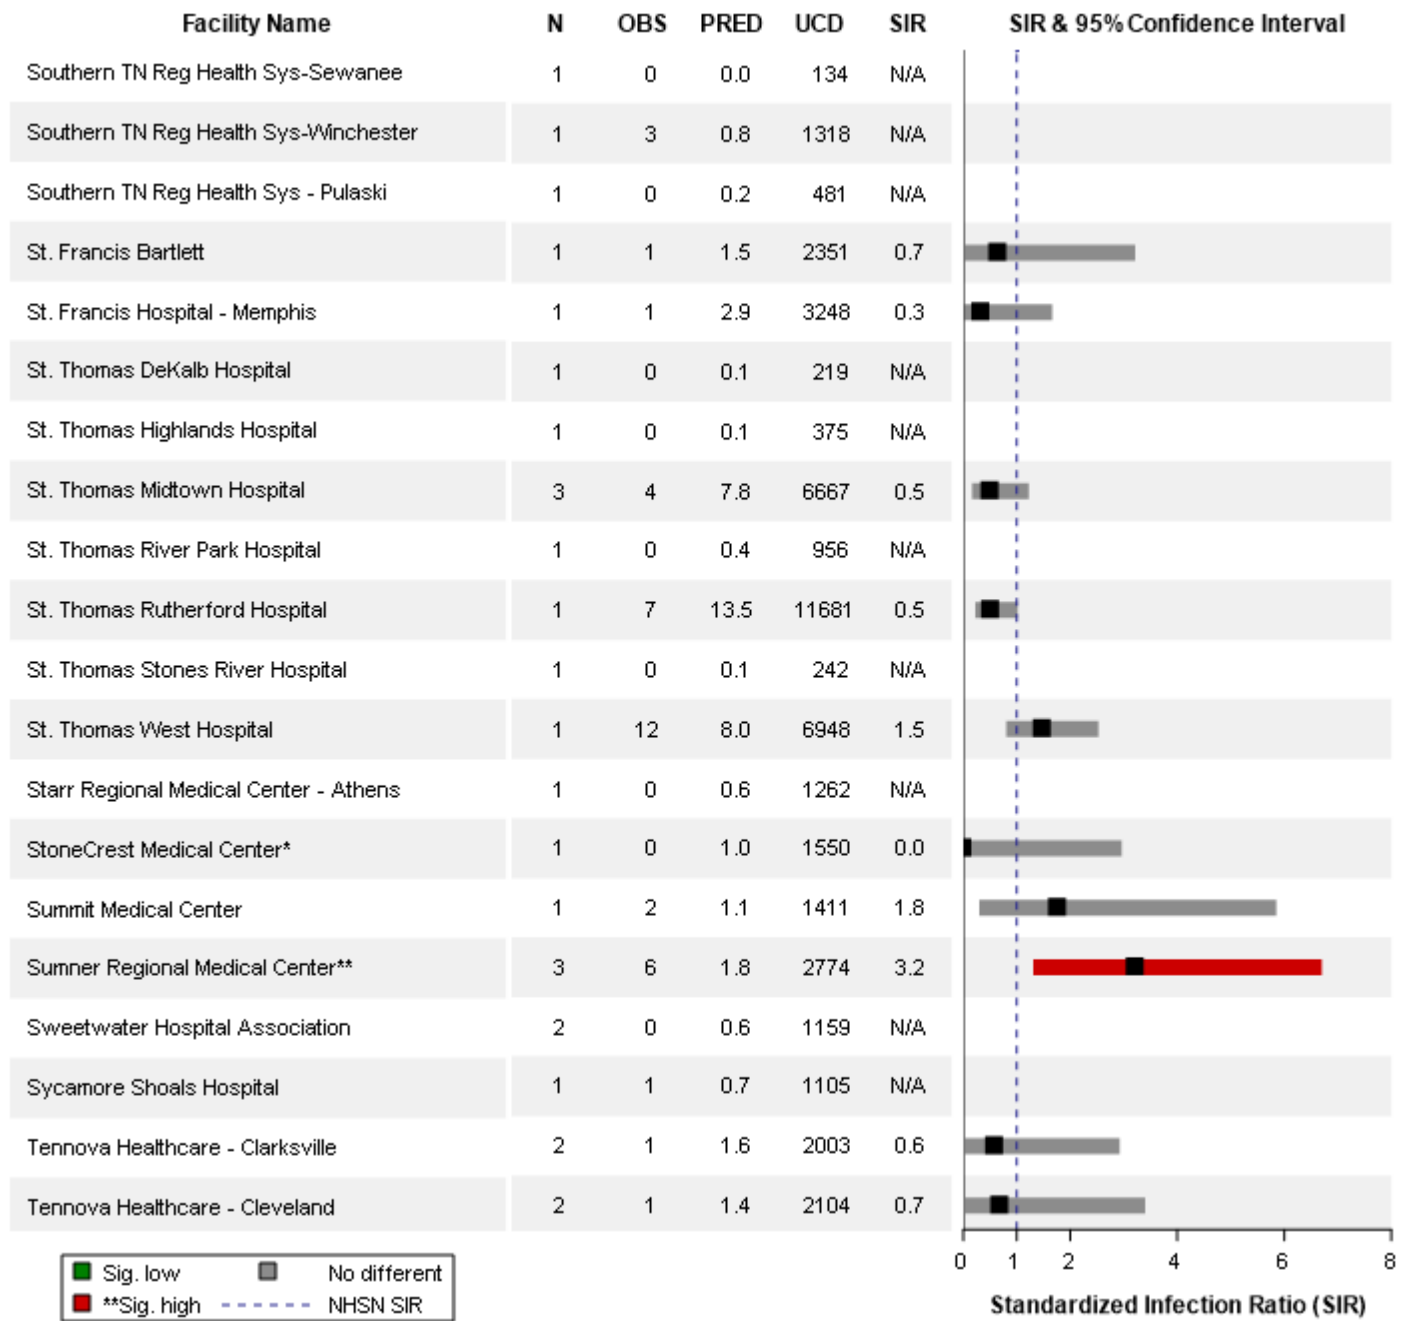 Facility Name N OBS PRED UCD SIR SIR & 95% Confidence Interval
Southern TN Reg Health Sys-Sewanee 1 0 0.0 134 N/A
Southern TN Reg Health Sys-Winchester 1 3 0.8 1318 N/A
Southern TN Reg Health Sys - Pulaski 1 0 0.2 481 N/A
St. Francis Bartlett 1 1 1.5 2351 0.7
St. Francis Hospital - Memphis 1 1 2.9 3248 0.3
St. Thomas DeKalb Hospital 1 0 0.1 219 N/A
St. Thomas Highlands Hospital 1 0 0.1 375 N/A
St. Thomas Midtown Hospital 3 4 7.8 6667 0.5
St. Thomas River Park Hospital 1 0 0.4 956 N/A
St. Thomas Rutherford Hospital 1 7 13.5 11681 0.5
St. Thomas Stones River Hospital 1 0 0.1 242 N/A
St. Thomas West Hospital 1 12 8.0 6948 1.5
Starr Regional Medical Center - Athens 1 0 0.6 1262 N/A
StoneCrest Medical Center* 1 0 1.0 1550 0.0
Summit Medical Center 1 2 1.1 1411 1.8
Sumner Regional Medical Center** 3 6 1.8 2774 3.2
Sweetwater Hospital Association 2 0 0.6 1159 N/A
Sycamore Shoals Hospital 1 1 0.7 1105 N/A
Tennova Healthcare - Clarksville 2 1 1.6 2003 0.6
Tennova Healthcare - Cleveland 2 1 1.4 2104 0.7
0 1 2 4 6 8
Sig. low No different
**Sig. high NHSN SIR
Standardized Infection Ratio (SIR)